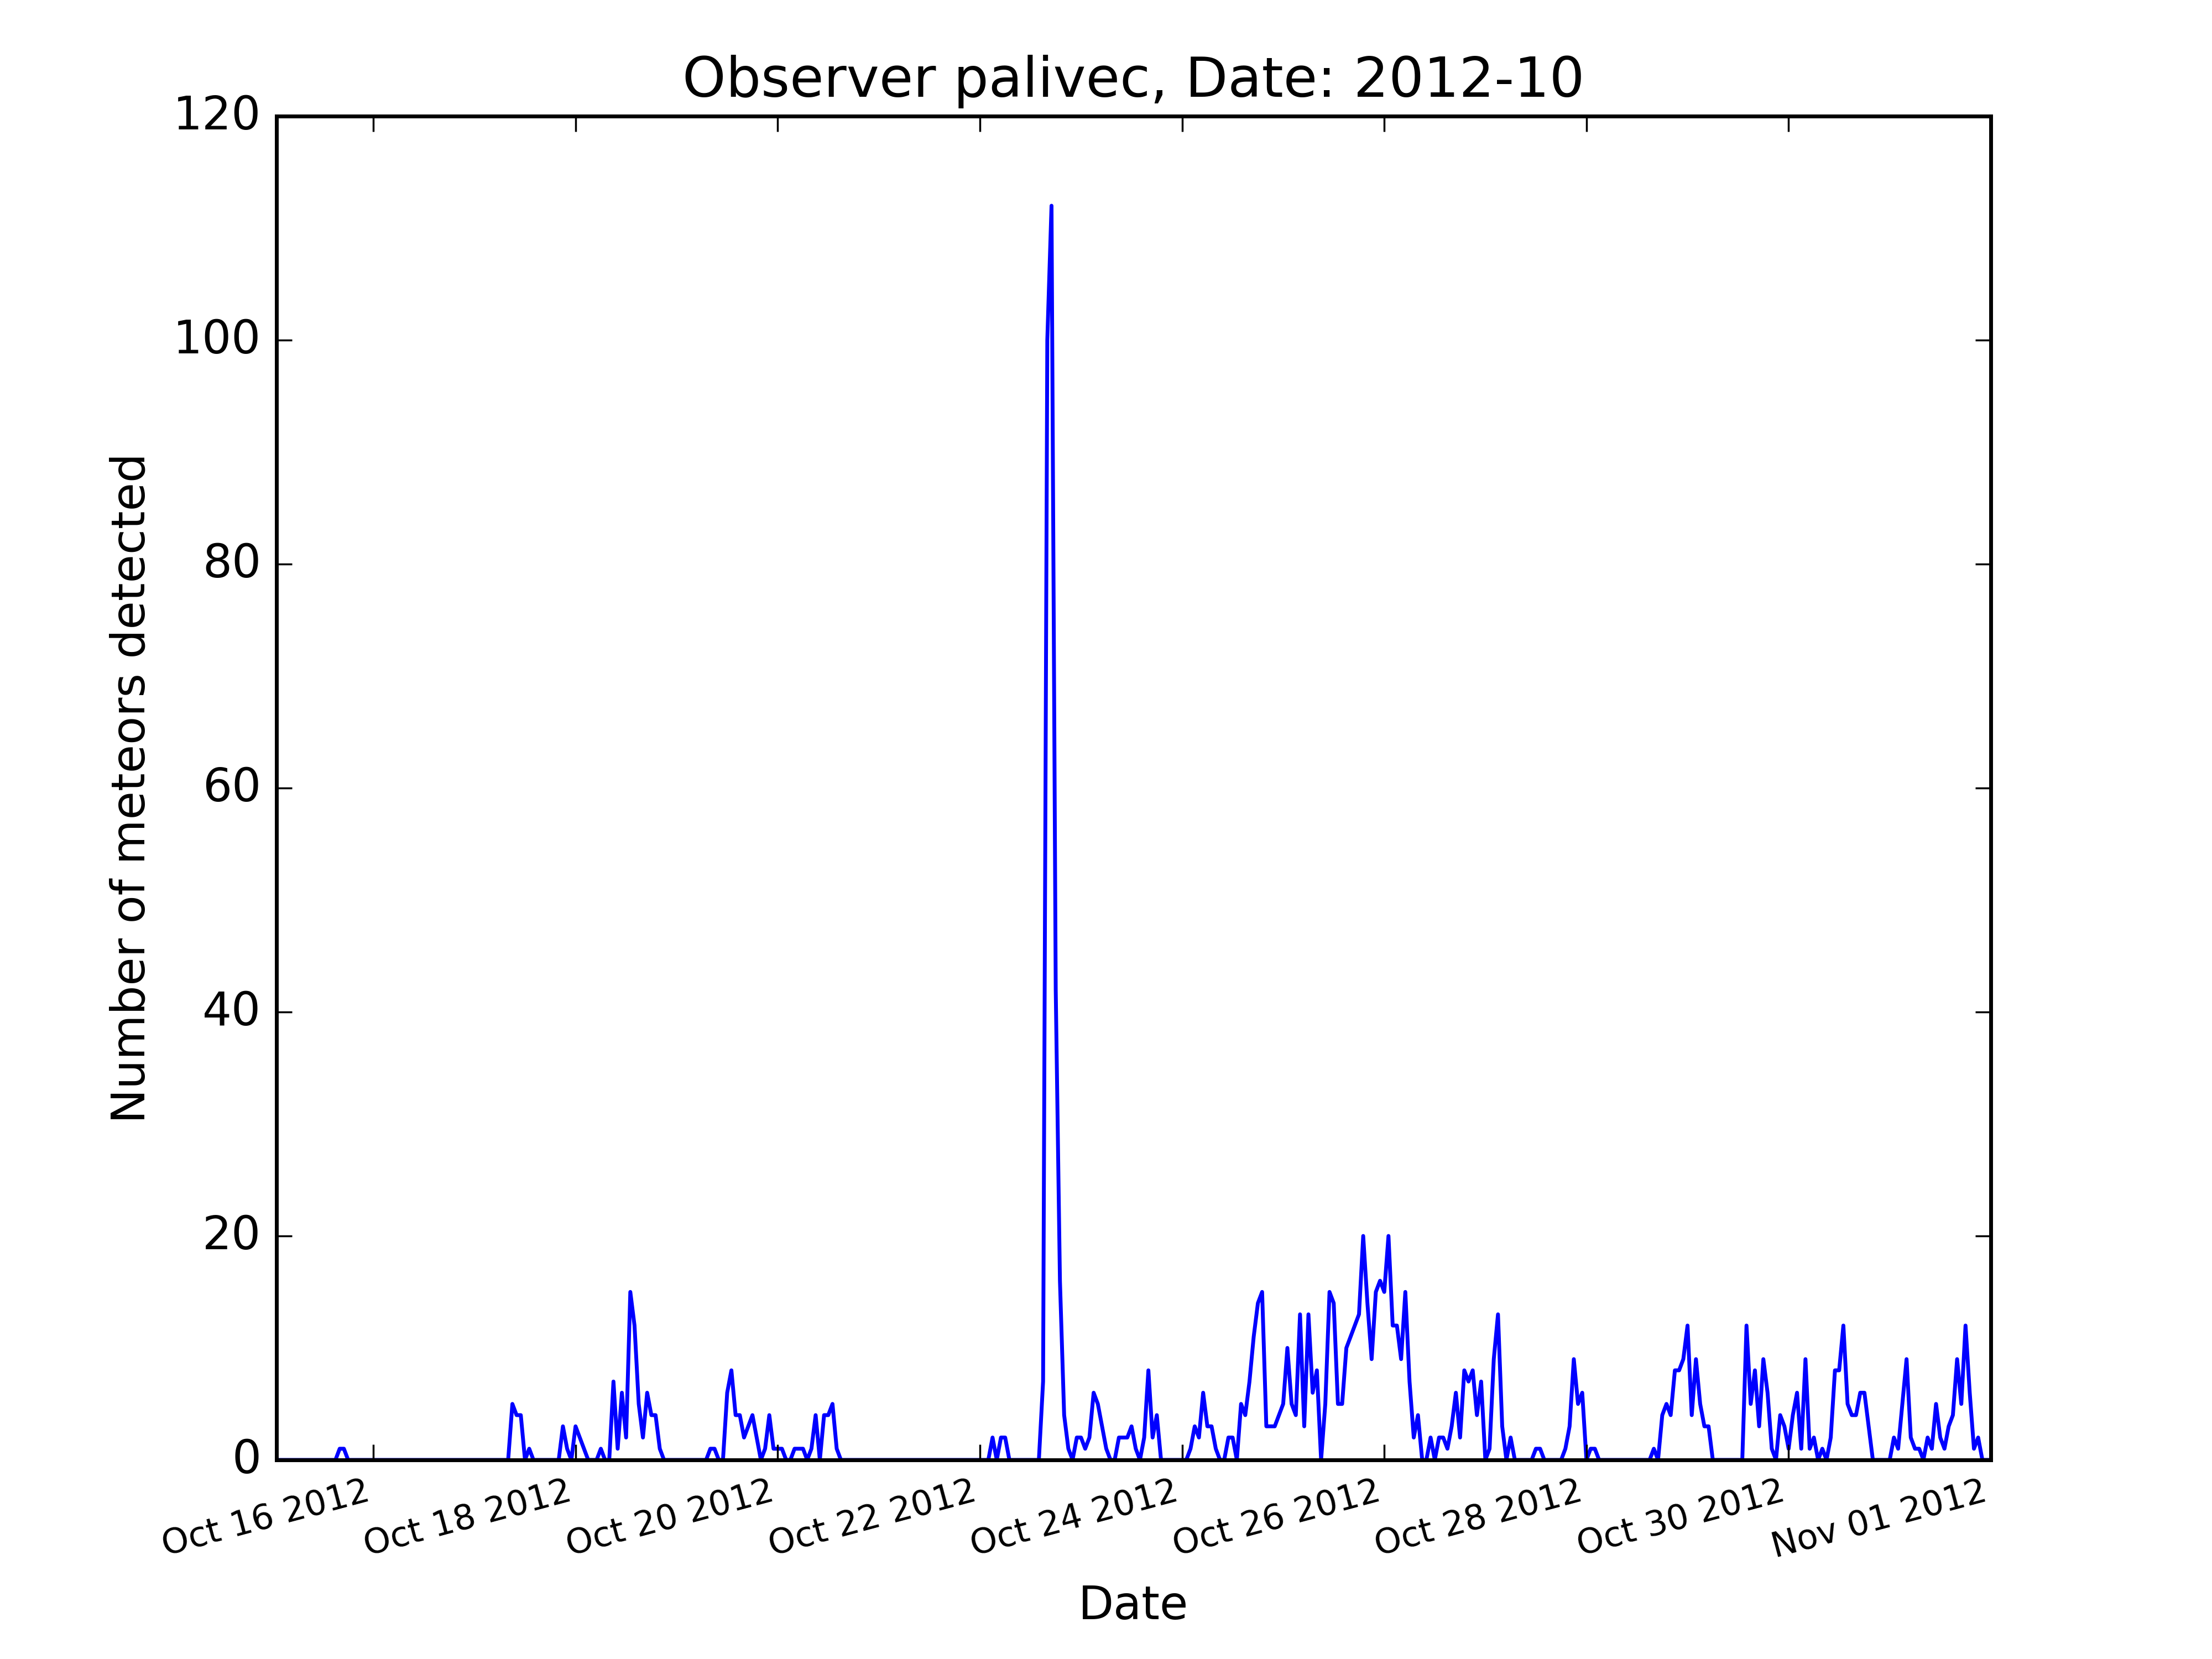 Observer palivec, Date: 2012-10
120
100
80
60
40
20
0
Number of meteors detected
Oct 16 2012
Oct 18 2012
Oct 20 2012
Oct 22 2012
Oct 24 2012
Oct 26 2012
Oct 28 2012
Oct 30 2012
Nov 01 2012
Date